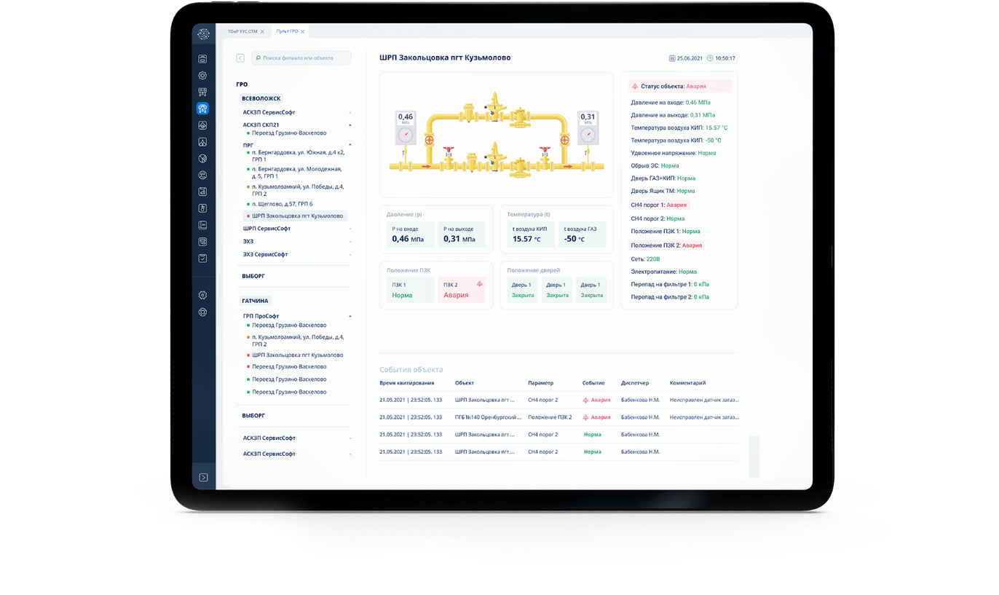 ТОиР УУГ, СТМ
Пульт ГРО
Поиска филиала или объекта
ГРО
ВСЕВОЛОЖСК
АСКЗП СервисСофт
АСКЗП СКП21
Переезд Грузино-Васкелово
ПРГ
п. Бернгардовка, ул. Южная, д.4 к2,
ГРП 1
п. Бернгардовка, ул. Молодежная,
д. 5, ГРП 1
п. Кузьмолоамкий, ул. Победы, д.4,
ГРП 2
п. Щеглово, д.57, ГРП 6
ШРП Закольцовка пгт Кузьмолово
ШРП СервисСофт
ЭХЗ
ЭХЗ СервисСофт
ВЫБОРГ
ГАТЧИНА
ГРП ПроСофт
Переезд Грузино-Васкелово
п. Кузьмолоамкий, ул. Победы, д.4,
ГРП 2
ШРП Закольцовка пгт Кузьмолово
Переезд Грузино-Васкелово
Переезд Грузино-Васкелово
Переезд Грузино-Васкелово
ВЫБОРГ
АСКЗП СервисСофт
АСКЗП СервисСофт
ШРП Закольцовка пгт Кузьмолово
25.06.2021 10:50:17
0,46
МПа
0,31
МПа
T
T
Давление (р)
P на входе
0,46 МПа
P на выходе
0,31 МПа
Температура (t)
t воздуха КИП
15.57 °C
t воздуха ГАЗ
-50 °C
Положение ПЗК
ПЗК 1
Норма
ПЗК 2
Авария
Положение дверей
Дверь 1
Закрыта
Дверь 1
Закрыта
Дверь 1
Закрыта
Статус объекта: Авария
Давление на входе: 0,46 МПа
Давление на выходе: 0,31 МПа
Температура воздуха КИП: 15.57 °C
Температура воздуха КИП: -50 °C
Удвоенное напряжение: Норма
Обрыв ЭС: Норма
Дверь ГАЗ+КИП: Норма
Дверь Ящик ТМ: Норма
СН4 порог 1: Авария
СН4 порог 2: Норма
Положение ПЗК 1: Норма
Положение ПЗК 2: Авария
Сеть: 220В
Электропитание: Норма
Перепад на фильтре 1: 0 кПа
Перепад на фильтре 2: 0 кПа
События объекта
Время квитирования Объект Параметр Событие Диспетчер Комментарий
21.05.2021 | 23:52:05. 133 ШРП Закольцовка пгт ... СН4 порог 2 Авария Бабенкова Н.М. Неисправлен датчик загаз...
21.05.2021 | 23:52:05. 133 ПГБ №140 Оренбургский ... Положение ПЗК 2 Авария Бабенкова Н.М. Неисправлен датчик загаз...
21.05.2021 | 23:52:05. 133 ШРП Закольцовка пгт ... СН4 порог 2 Норма Бабенкова Н.М.
21.05.2021 | 23:52:05. 133 ШРП Закольцовка пгт ... СН4 порог 2 Норма Бабенкова Н.М.